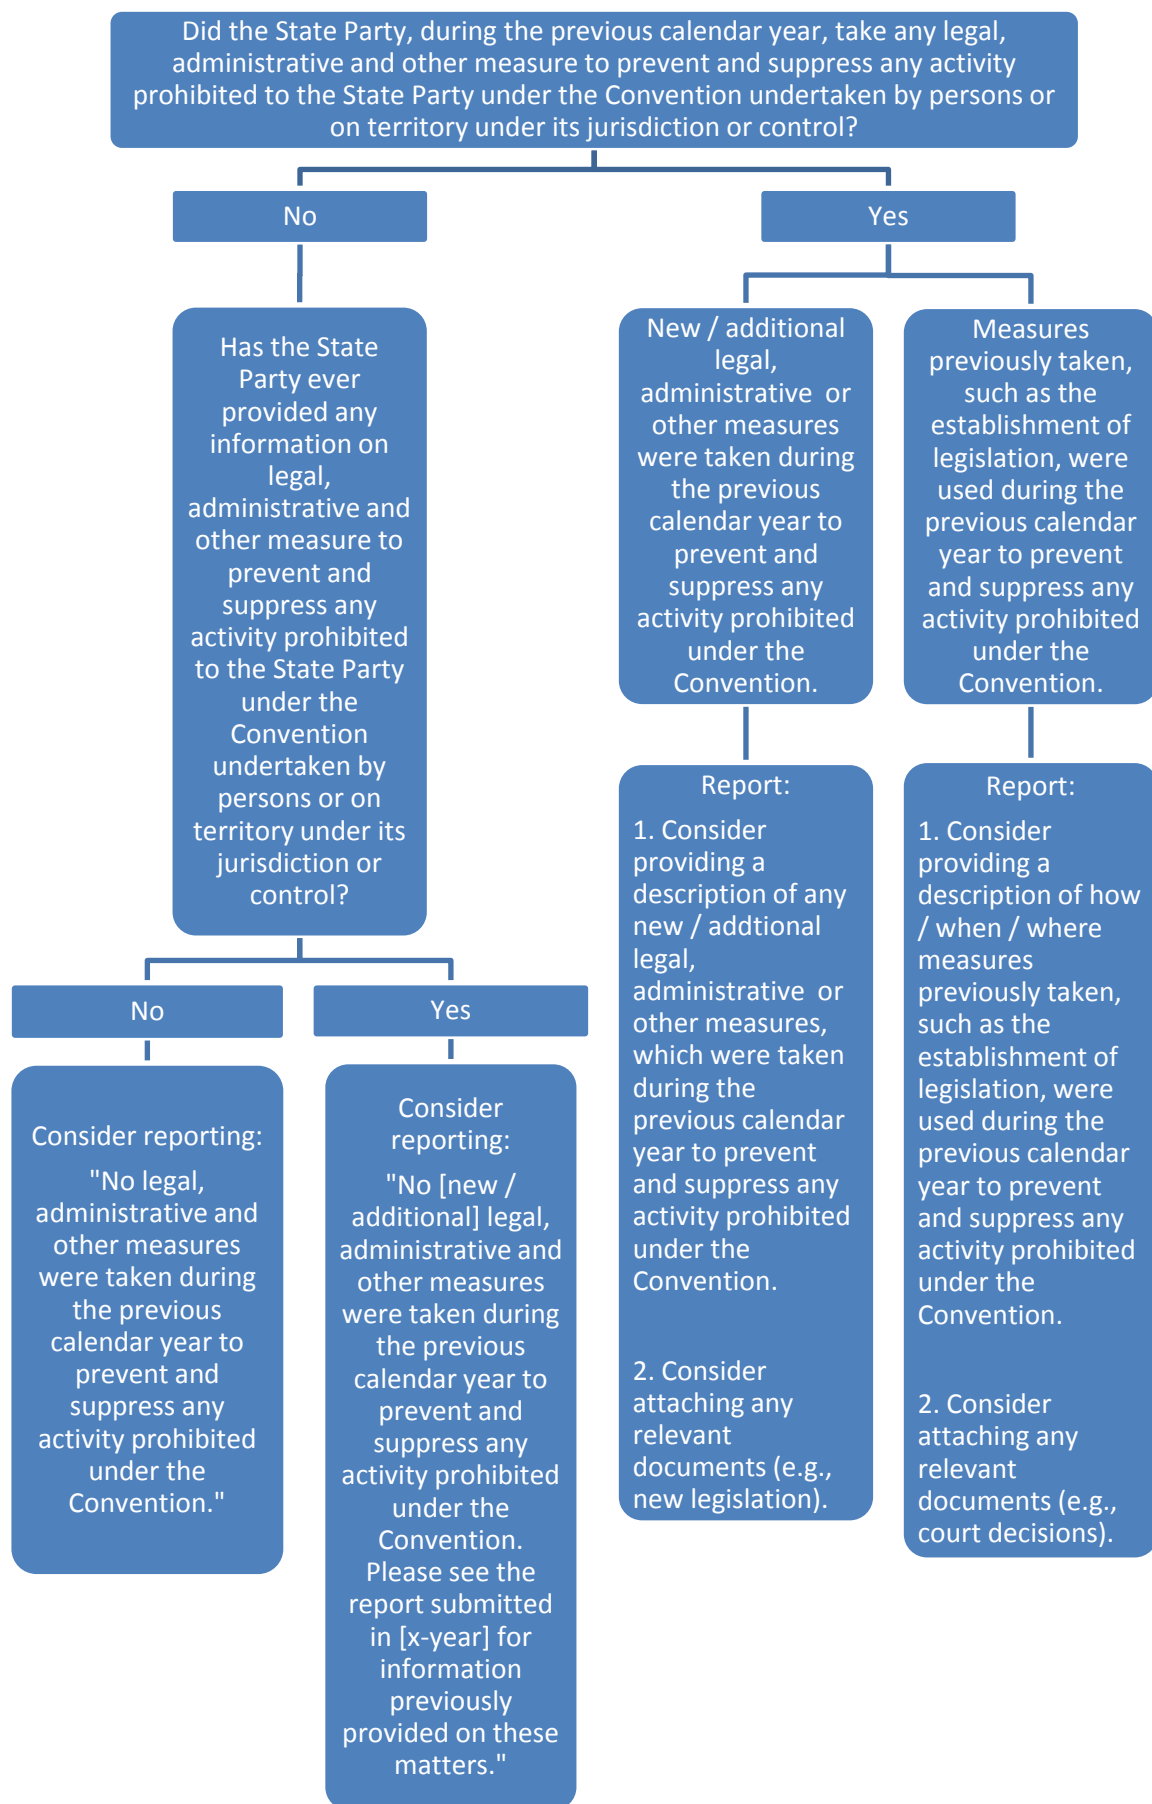 Did the State Party, during the previous calendar year, take any legal,
administrative and other measure to prevent and suppress any activity
prohibited to the State Party under the Convention undertaken by persons or
on territory under its jurisdiction or control?
No
Yes
Has the State
Party ever
provided any
information on
legal,
administrative and
other measure to
prevent and
suppress any
activity prohibited
to the State Party
under the
Convention
undertaken by
persons or on
territory under its
jurisdiction or
control?
New / additional
legal,
administrative or
other measures
were taken during
the previous
calendar year to
prevent and
suppress any
activity prohibited
under the
Convention.
Measures
previously taken,
such as the
establishment of
legislation, were
used during the
previous calendar
year to prevent
and suppress any
activity prohibited
under the
Convention.
No
Yes
Consider reporting:
"No legal,
administrative and
other measures
were taken during
the previous
calendar year to
prevent and
suppress any
activity prohibited
under the
Convention."
Consider
reporting:
"No [new /
additional] legal,
administrative and
other measures
were taken during
the previous
calendar year to
prevent and
suppress any
activity prohibited
under the
Convention.
Please see the
report submitted
in [x-year] for
information
previously
provided on these
matters."
Report:
1. Consider
providing a
description of any
new / addtional
legal,
administrative or
other measures,
which were taken
during the
previous calendar
year to prevent
and suppress any
activity prohibited
under the
Convention.
2. Consider
attaching any
relevant
documents (e.g.,
new legislation).
Report:
1. Consider
providing a
description of how
/ when / where
measures
previously taken,
such as the
establishment of
legislation, were
used during the
previous calendar
year to prevent
and suppress any
activity prohibited
under the
Convention.
2. Consider
attaching any
relevant
documents (e.g.,
court decisions).